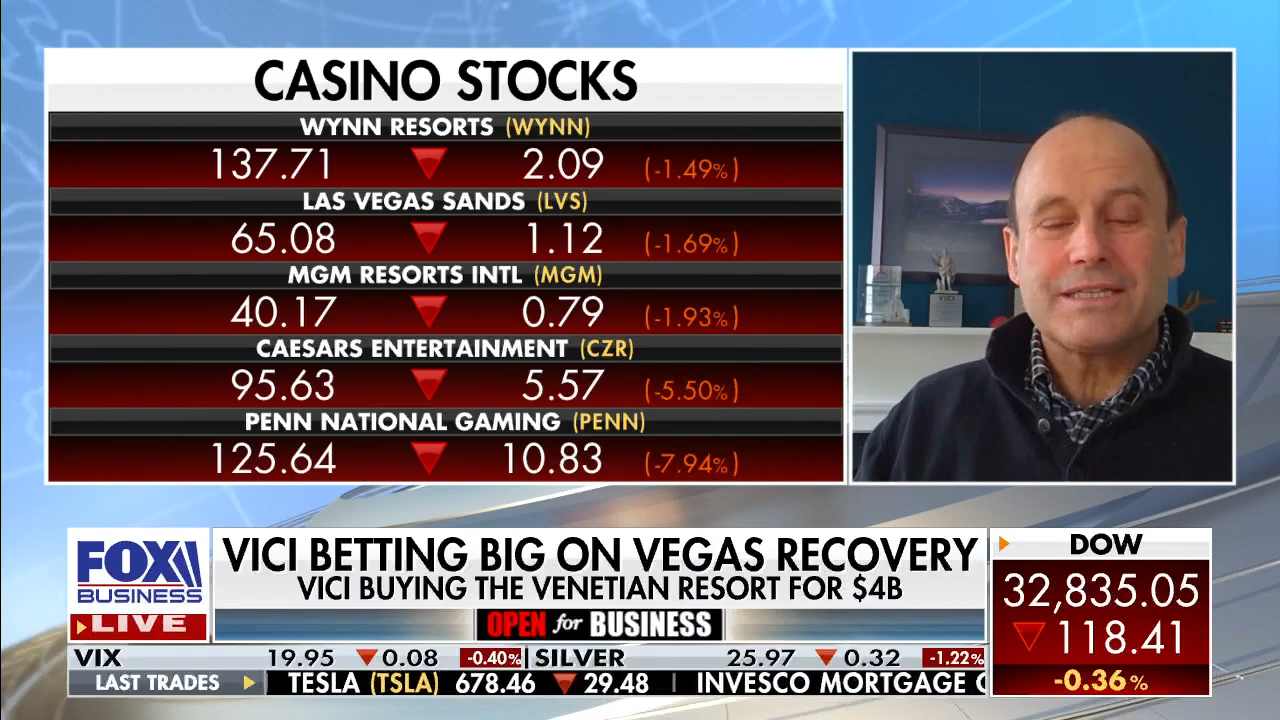 CASINO STOCKS
WYNN RESORTS (WYNN)
137.71 ▼ 2.09 (-1.49%)
LAS VEGAS SANDS (LVS)
65.08 ▼ 1.12 (-1.69%)
MGM RESORTS INTL (MGM)
40.17 ▼ 0.79 (-1.93%)
CAESARS ENTERTAINMENT (CZR)
95.63 ▼ 5.57 (-5.50%)
PENN NATIONAL GAMING (PENN)
125.64 ▼ 10.83 (-7.94%)
VICI
FOX
BUSINESS
LIVE
VICI BETTING BIG ON VEGAS RECOVERY
VICI BUYING THE VENETIAN RESORT FOR $4B
OPEN for BUSINESS
DOW
32,835.05
▼ 118.41
-0.36%
VIX 19.95 ▼ 0.08 -0.40% SILVER 25.97 ▼ 0.32 -1.22%
LAST TRADES TESLA (TSLA) 678.46 ▼ 29.48 | INVESCO MORTGAGE